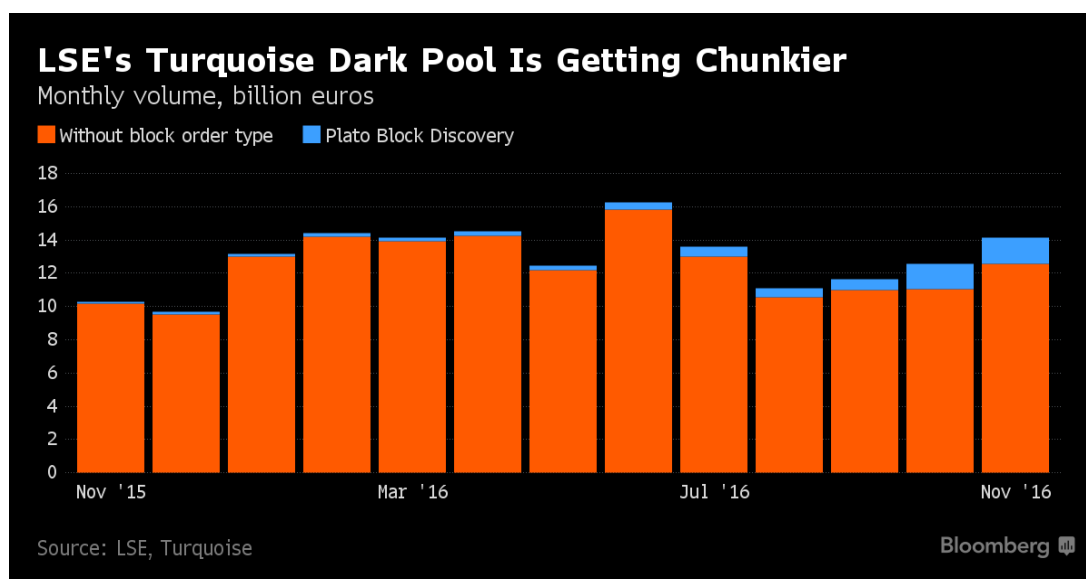 LSE's Turquoise Dark Pool Is Getting Chunkier
Monthly volume, billion euros
Without block order type Plato Block Discovery
18
16
14
12
10
8
6
4
2
0
Nov '15 Mar '16 Jul '16 Nov '16
Source: LSE, Turquoise Bloomberg